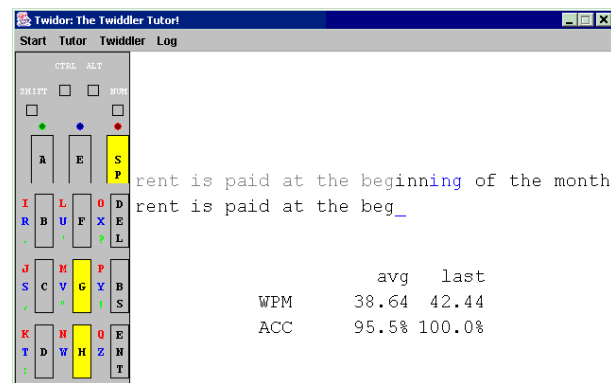 Twidor: The Twiddler Tutor!
Start Tutor Twiddler Log
CTRL ALT
SHIFT NUM
A E SP
rent is paid at the beginning of the month
rent is paid at the beg_
I L O D
R B U F X E
. ' ? L
avg last
J M P
S C V G Y B
, " ! S
WPM 38.64 42.44
ACC 95.5% 100.0%
K N Q E
T D W H Z N
: T